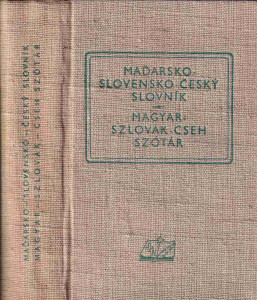 MAĎARSKO-SLOVENSKO-ČESKÝ SLOVNÍK
MAGYAR-SZLOVÁK-CSEH SZÓTÁR
MAĎARSKO-
SLOVENSKO-ČESKÝ
SLOVNÍK
MAGYAR-
SZLOVÁK-CSEH
SZÓTÁR